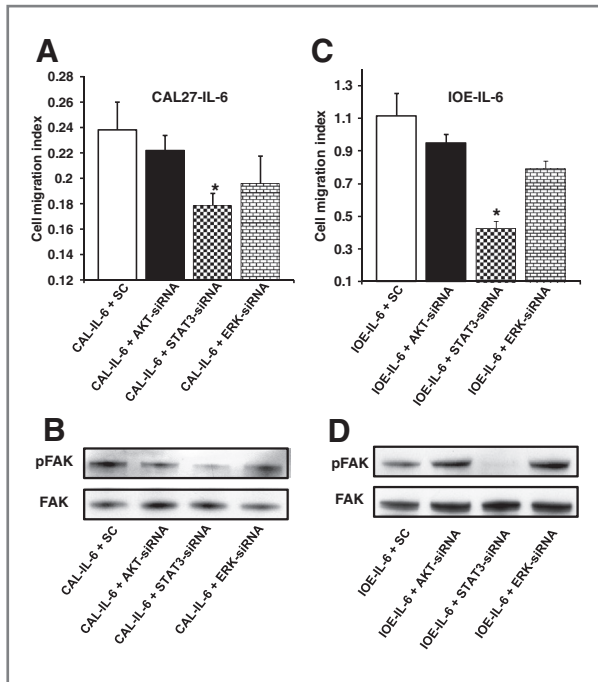 A
CAL27-IL-6
Cell migration index
0.28
0.26
0.24
0.22
0.2
0.18
0.16
0.14
0.12
*
CAL-IL-6 + SC
CAL-IL-6 + AKT-siRNA
CAL-IL-6 + STAT3-siRNA
CAL-IL-6 + ERK-siRNA
C
IOE-IL-6
Cell migration index
1.3
1.1
0.9
0.7
0.5
0.3
0.1
*
IOE-IL-6 + SC
IOE-IL-6 + AKT-siRNA
IOE-IL-6 + STAT3-siRNA
IOE-IL-6 + ERK-siRNA
B
pFAK
FAK
CAL-IL-6 + SC
CAL-IL-6 + AKT-siRNA
CAL-IL-6 + STAT3-siRNA
CAL-IL-6 + ERK-siRNA
D
pFAK
FAK
IOE-IL-6 + SC
IOE-IL-6 + AKT-siRNA
IOE-IL-6 + STAT3-siRNA
IOE-IL-6 + ERK-siRNA